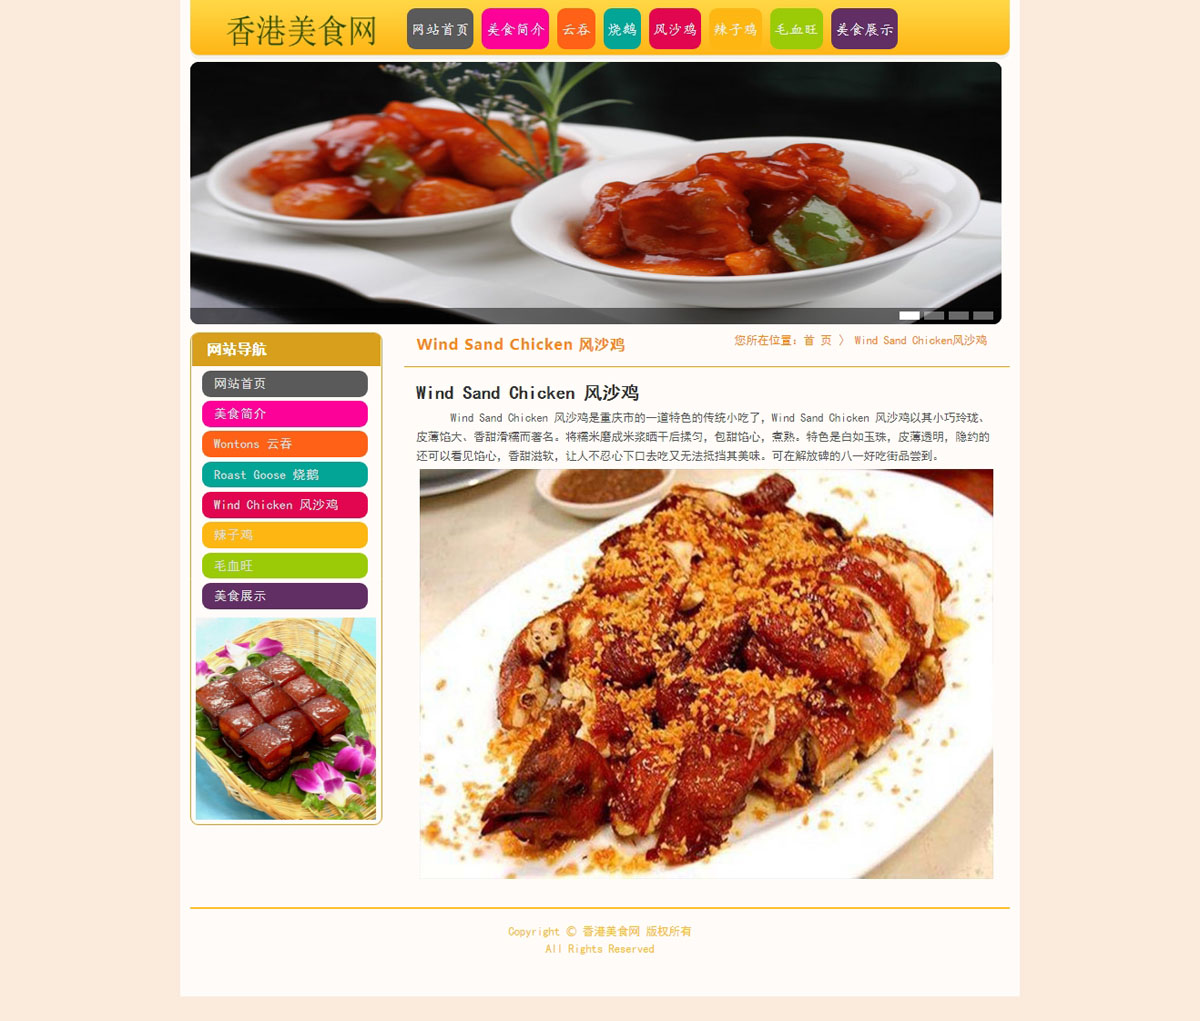 香港美食网
网站首页 美食简介 云吞 烧鹅 风沙鸡 辣子鸡 毛血旺 美食展示
网站导航
网站首页
美食简介
Wontons 云吞
Roast Goose 烧鹅
Wind Chicken 风沙鸡
辣子鸡
毛血旺
美食展示
Wind Sand Chicken 风沙鸡
您所在位置：首 页 〉 Wind Sand Chicken风沙鸡
Wind Sand Chicken 风沙鸡
Wind Sand Chicken 风沙鸡是重庆市的一道特色的传统小吃了，Wind Sand Chicken 风沙鸡以其小巧玲珑、
皮薄馅大、香甜滑糯而著名。将糯米磨成米浆晒干后揉匀，包甜馅心，煮熟。特色是白如玉珠，皮薄透明，隐约的
还可以看见馅心，香甜滋软，让人不忍心下口去吃又无法抵挡其美味。可在解放碑的八一好吃街品尝到。
Copyright © 香港美食网 版权所有
All Rights Reserved